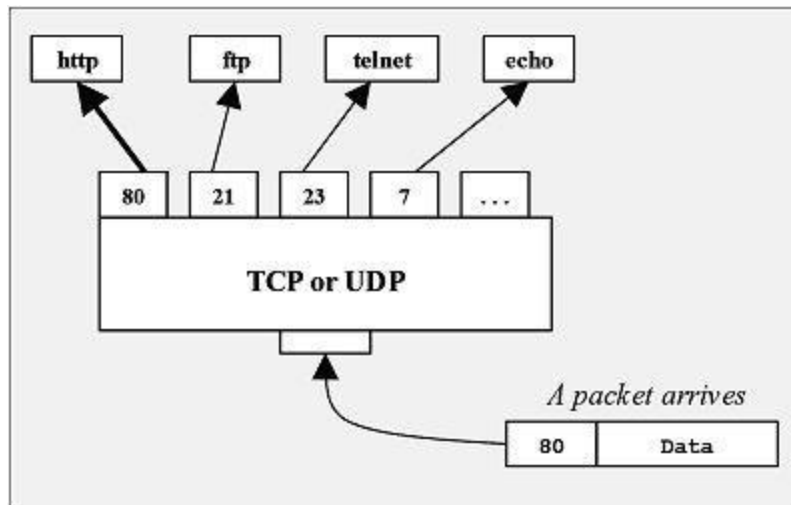 http ftp telnet echo
80 21 23 7 ...
TCP or UDP
A packet arrives
80 Data